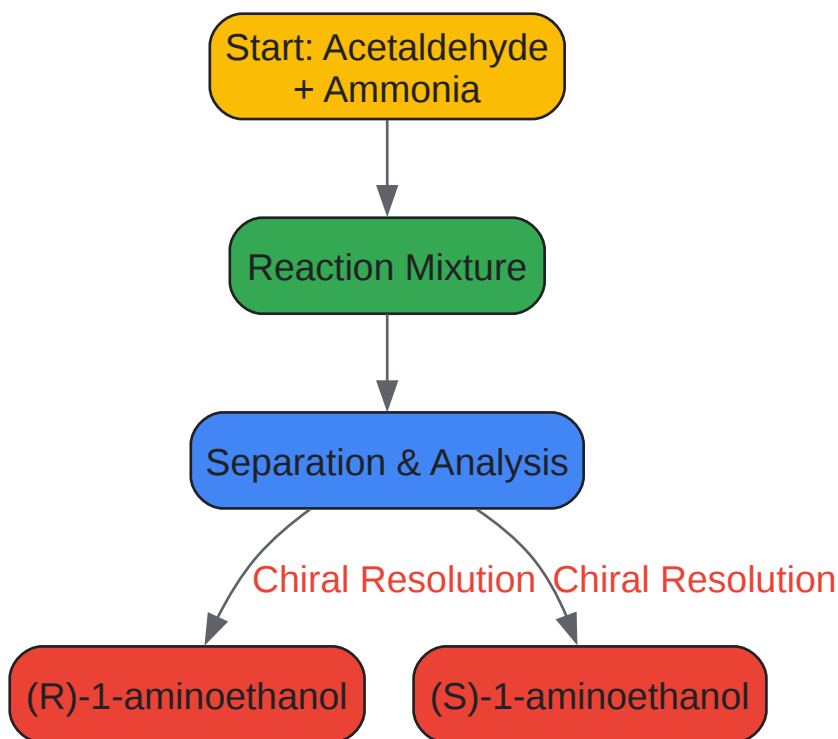 Start: Acetaldehyde
+ Ammonia
Reaction Mixture
Separation & Analysis
Chiral Resolution
Chiral Resolution
(R)-1-aminoethanol
(S)-1-aminoethanol